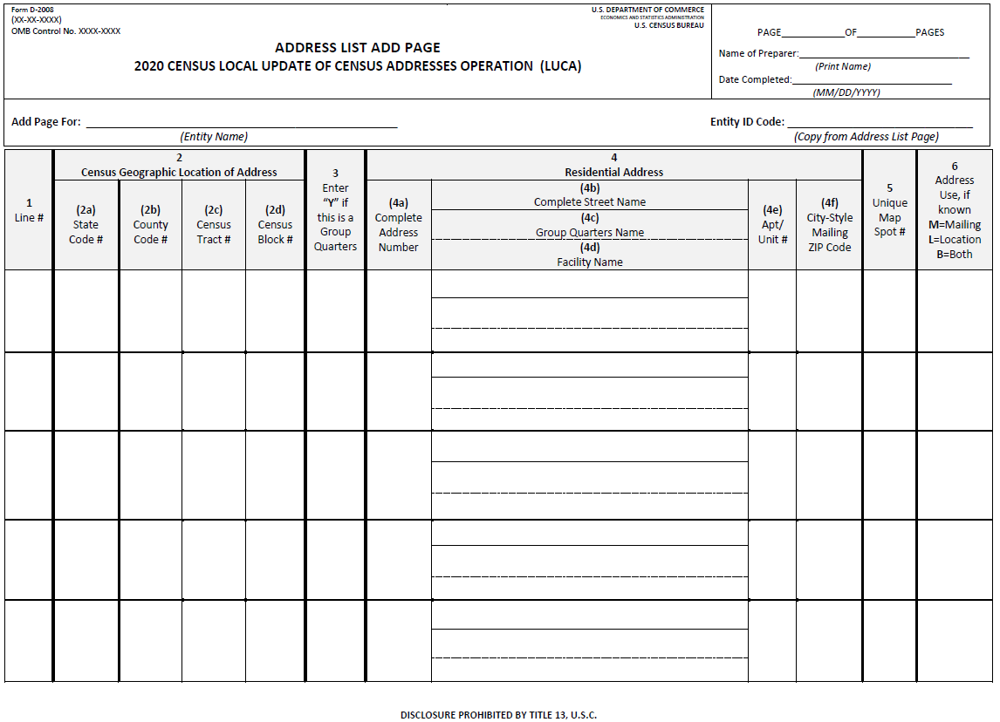 Form D-2008
(XX-XX-XXXX)
OMB Control No. XXXX-XXXX
U.S. DEPARTMENT OF COMMERCE
ECONOMICS AND STATISTICS ADMINISTRATION
U.S. CENSUS BUREAU
ADDRESS LIST ADD PAGE
2020 CENSUS LOCAL UPDATE OF CENSUS ADDRESSES OPERATION (LUCA)
PAGE____________OF___________PAGES
Name of Preparer:________________________________
(Print Name)
Date Completed:______________________________
(MM/DD/YYYY)
Add Page For: ___________________________________________________
(Entity Name)
Entity ID Code: ______________________________
(Copy from Address List Page)
1
Line #
2
Census Geographic Location of Address
(2a)
State
Code #
(2b)
County
Code #
(2c)
Census
Tract #
(2d)
Census
Block #
3
Enter
“Y” if
this is a
Group
Quarters
4
Residential Address
(4a)
Complete
Address
Number
(4b)
Complete Street Name
(4c)
Group Quarters Name
(4d)
Facility Name
(4e)
Apt/
Unit #
(4f)
City-Style
Mailing
ZIP Code
5
Unique
Map
Spot #
6
Address
Use, if
known
M=Mailing
L=Location
B=Both
DISCLOSURE PROHIBITED BY TITLE 13, U.S.C.